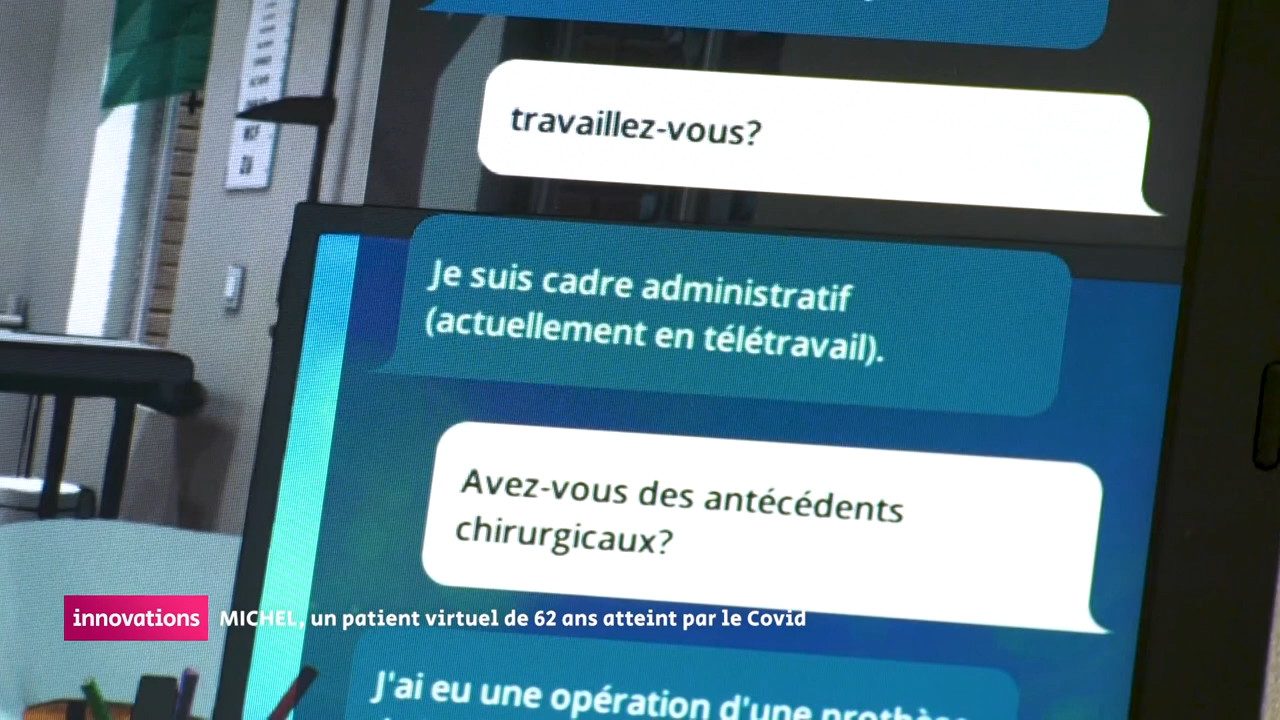 travaillez-vous?
Je suis cadre administratif
(actuellement en télétravail).
Avez-vous des antécédents
chirurgicaux?
innovations MICHEL, un patient virtuel de 62 ans atteint par le Covid
J'ai eu une opération d'une prothèse